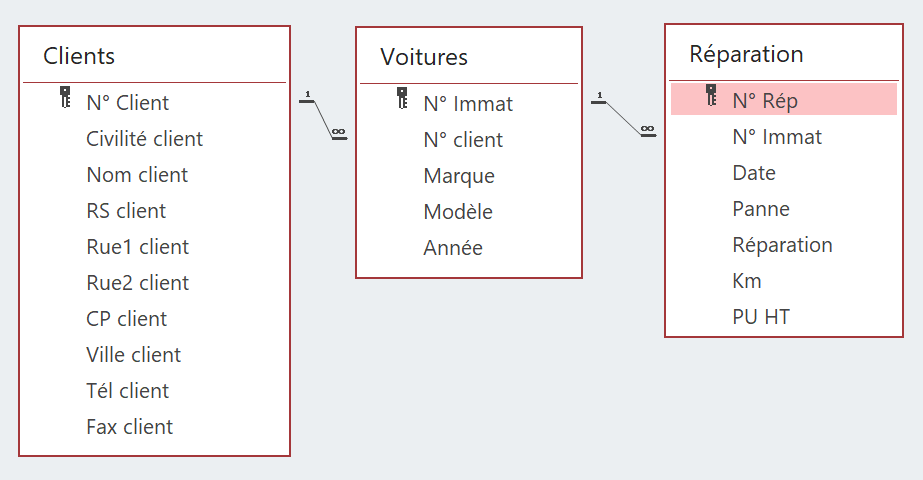 Clients
N° Client
Civilité client
Nom client
RS client
Rue1 client
Rue2 client
CP client
Ville client
Tél client
Fax client
1
∞
Voitures
N° Immat
N° client
Marque
Modèle
Année
1
∞
Réparation
N° Rép
N° Immat
Date
Panne
Réparation
Km
PU HT